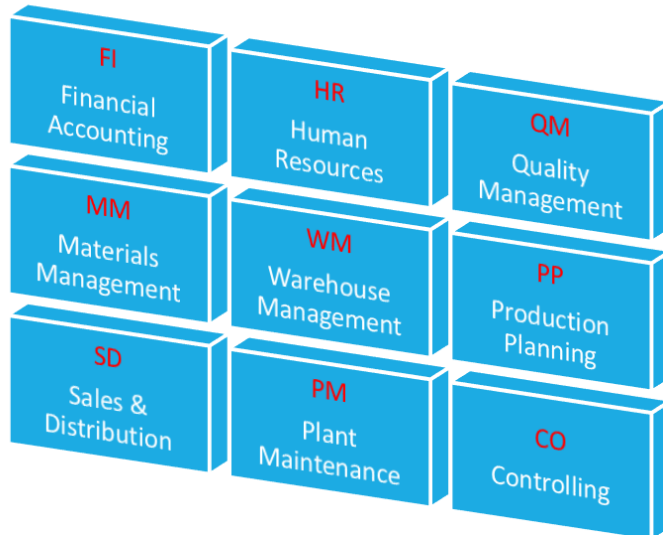 FI
Financial
Accounting
HR
Human
Resources
QM
Quality
Management
MM
Materials
Management
WM
Warehouse
Management
PP
Production
Planning
SD
Sales &
Distribution
PM
Plant
Maintenance
CO
Controlling